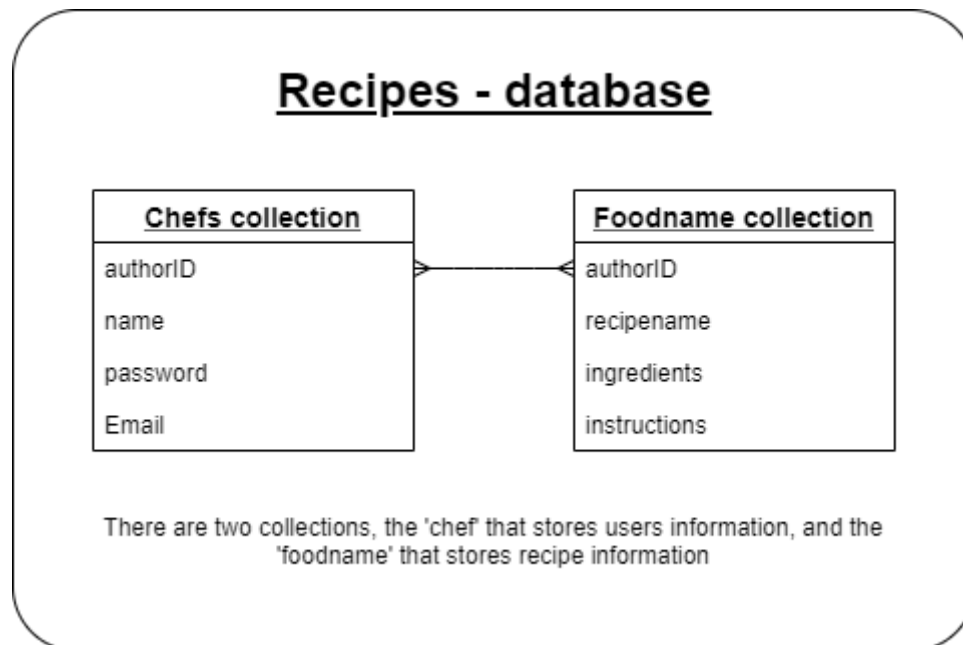 Recipes - database
Chefs collection
authorID
name
password
Email
Foodname collection
authorID
recipename
ingredients
instructions
There are two collections, the 'chef' that stores users information, and the
'foodname' that stores recipe information